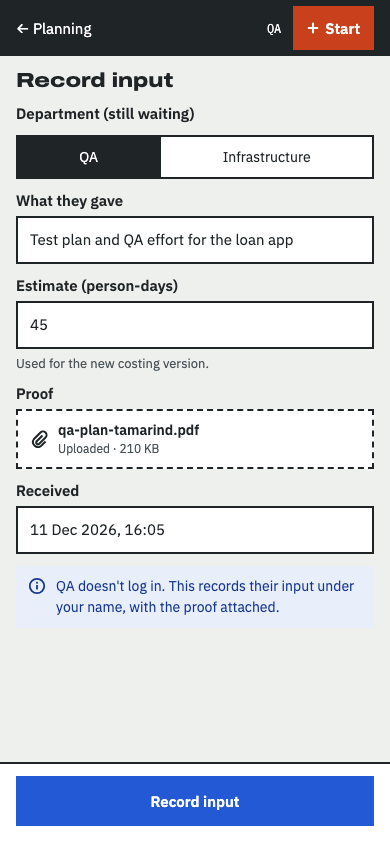 ← Planning
QA
+ Start
Record input
Department (still waiting)
QA
Infrastructure
What they gave
Test plan and QA effort for the loan app
Estimate (person-days)
45
Used for the new costing version.
Proof
qa-plan-tamarind.pdf
Uploaded · 210 KB
Received
11 Dec 2026, 16:05
QA doesn't log in. This records their input under
your name, with the proof attached.
Record input